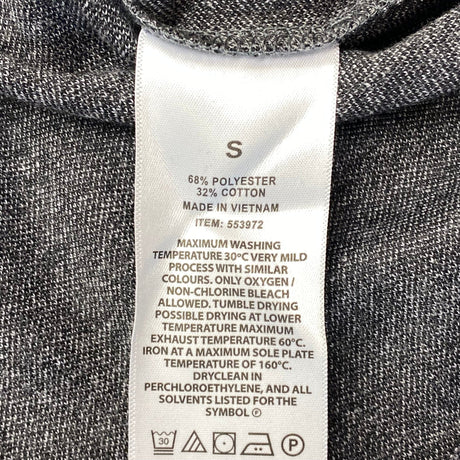 S
68% POLYESTER
32% COTTON
MADE IN VIETNAM
ITEM: 553972
MAXIMUM WASHING
TEMPERATURE 30°C VERY MILD
PROCESS WITH SIMILAR
COLOURS. ONLY OXYGEN /
NON-CHLORINE BLEACH
ALLOWED. TUMBLE DRYING
POSSIBLE DRYING AT LOWER
TEMPERATURE MAXIMUM
EXHAUST TEMPERATURE 60°C.
IRON AT A MAXIMUM SOLE PLATE
TEMPERATURE OF 160°C.
DRYCLEAN IN
PERCHLOROETHYLENE, AND ALL
SOLVENTS LISTED FOR THE
SYMBOL Ⓟ
30 P